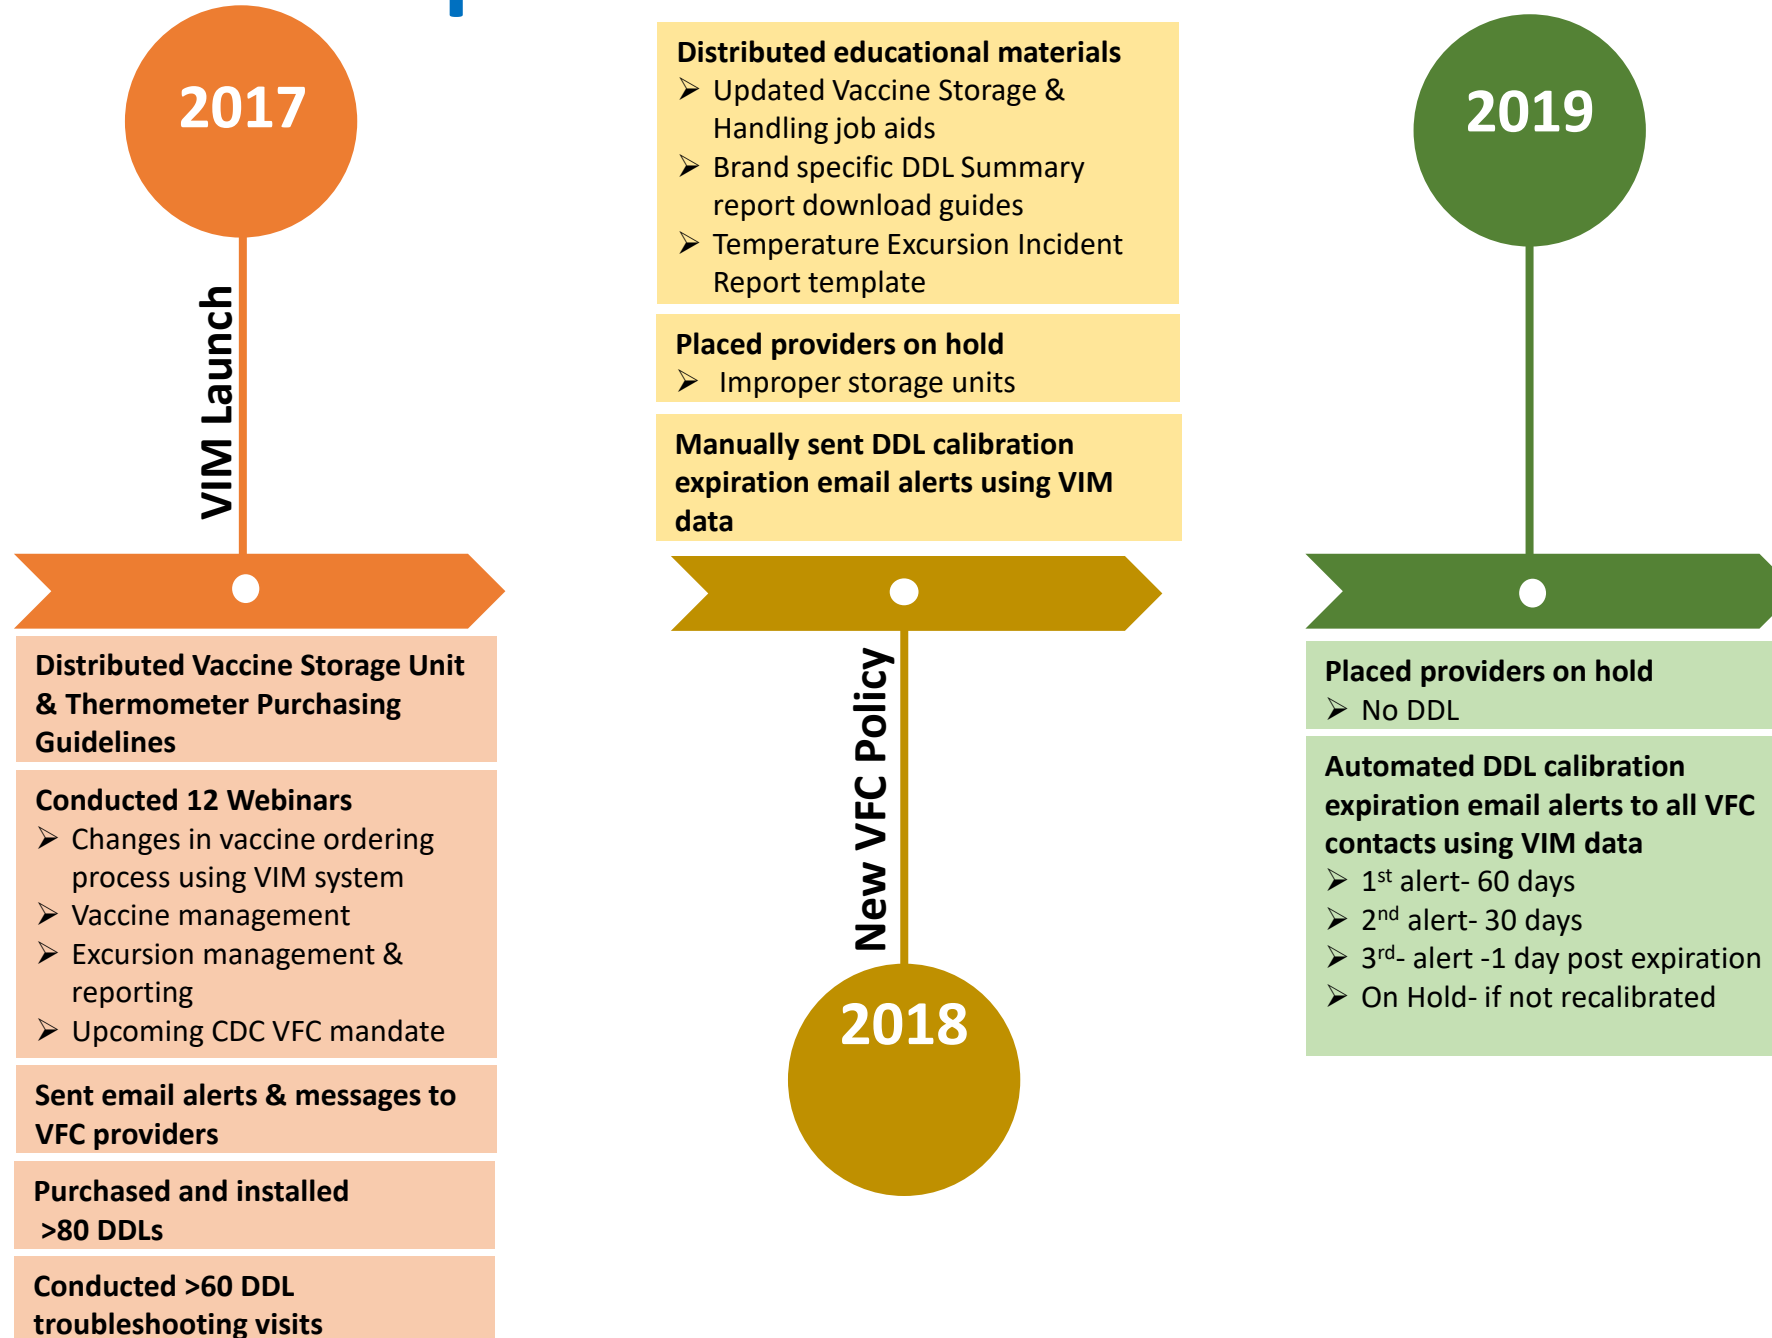 2017
VIM Launch
Distributed Vaccine Storage Unit
& Thermometer Purchasing
Guidelines
Conducted 12 Webinars
➢ Changes in vaccine ordering
process using VIM system
➢ Vaccine management
➢ Excursion management &
reporting
➢ Upcoming CDC VFC mandate
Sent email alerts & messages to
VFC providers
Purchased and installed
>80 DDLs
Conducted >60 DDL
troubleshooting visits
Distributed educational materials
➢ Updated Vaccine Storage &
Handling job aids
➢ Brand specific DDL Summary
report download guides
➢ Temperature Excursion Incident
Report template
Placed providers on hold
➢ Improper storage units
Manually sent DDL calibration
expiration email alerts using VIM
data
New VFC Policy
2018
2019
Placed providers on hold
➢ No DDL
Automated DDL calibration
expiration email alerts to all VFC
contacts using VIM data
➢ 1st alert- 60 days
➢ 2nd alert- 30 days
➢ 3rd- alert -1 day post expiration
➢ On Hold- if not recalibrated